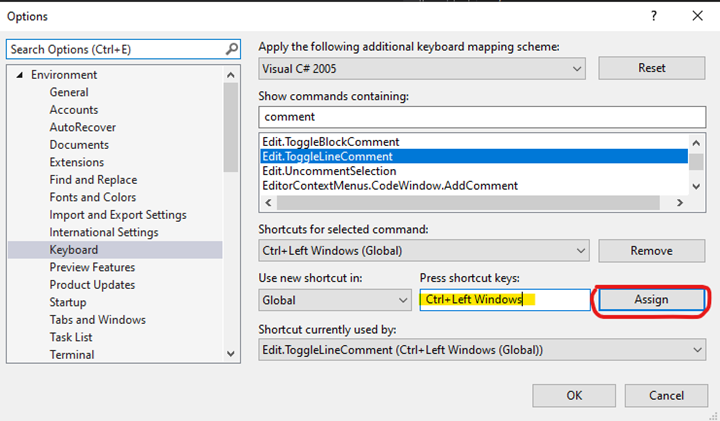 Options
? ×
Search Options (Ctrl+E)
Environment
General
Accounts
AutoRecover
Documents
Extensions
Find and Replace
Fonts and Colors
Import and Export Settings
International Settings
Keyboard
Preview Features
Product Updates
Startup
Tabs and Windows
Task List
Terminal
Apply the following additional keyboard mapping scheme:
Visual C# 2005
Reset
Show commands containing:
comment
Edit.ToggleBlockComment
Edit.ToggleLineComment
Edit.UncommentSelection
EditorContextMenus.CodeWindow.AddComment
Shortcuts for selected command:
Ctrl+Left Windows (Global)
Remove
Use new shortcut in:
Press shortcut keys:
Global
Ctrl+Left Windows
Assign
Shortcut currently used by:
Edit.ToggleLineComment (Ctrl+Left Windows (Global))
OK
Cancel